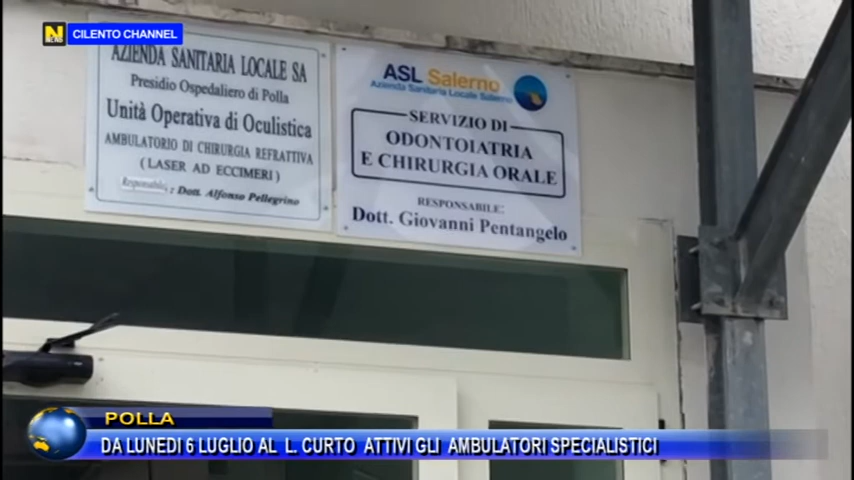 CILENTO CHANNEL
AZIENDA SANITARIA LOCALE SA
Presidio Ospedaliero di Polla
Unità Operativa di Oculistica
AMBULATORIO DI CHIRURGIA REFRATTIVA
(LASER AD ECCIMERI)
Responsabile: Dott. Alfonso Pellegrino
ASL Salerno
Azienda Sanitaria Locale Salerno
SERVIZIO DI
ODONTOIATRIA
E CHIRURGIA ORALE
RESPONSABILE:
Dott. Giovanni Pentangelo
POLLA
DA LUNEDI 6 LUGLIO AL L. CURTO ATTIVI GLI AMBULATORI SPECIALISTICI